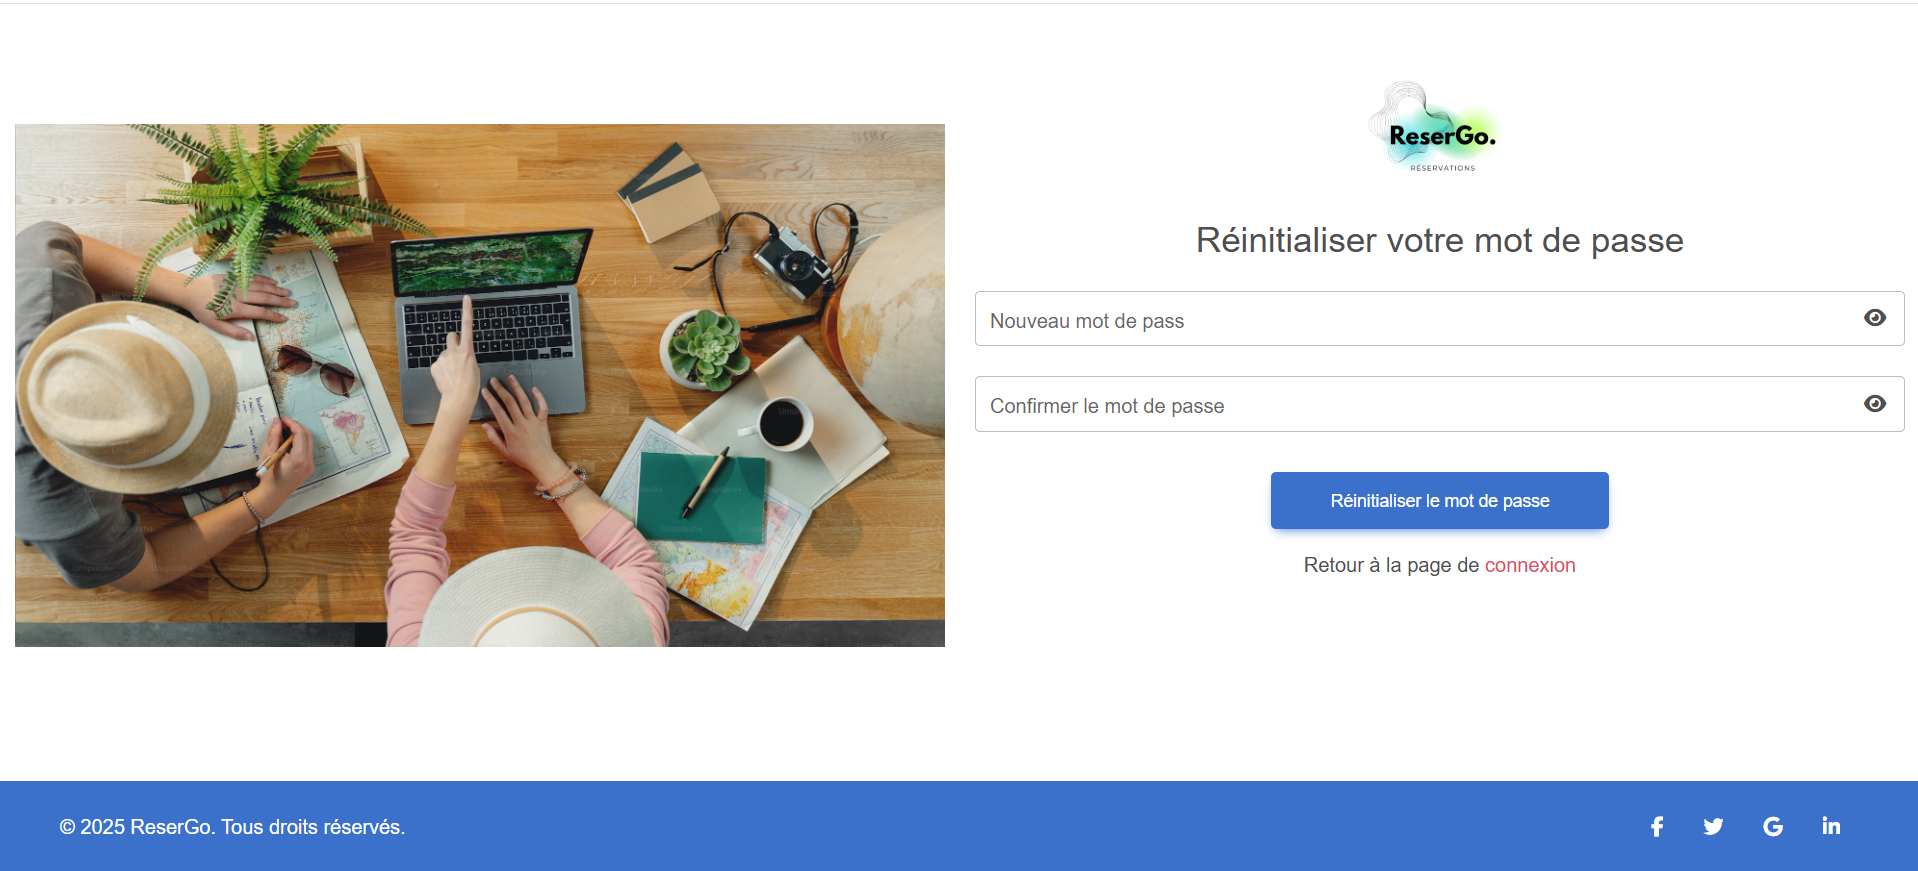 ReserGo.
RÉSERVATIONS
Réinitialiser votre mot de passe
Nouveau mot de pass
Confirmer le mot de passe
Réinitialiser le mot de passe
Retour à la page de connexion
© 2025 ReserGo. Tous droits réservés.